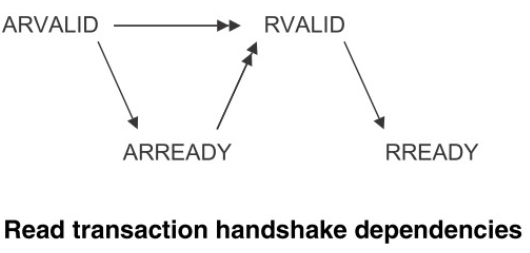 ARVALID RVALID
ARREADY RREADY
Read transaction handshake dependencies